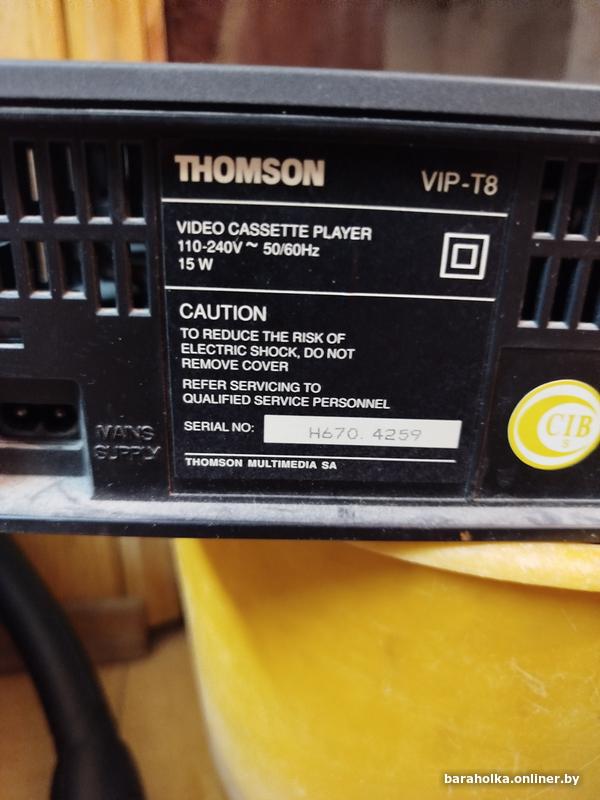 THOMSON
VIP-T8
VIDEO CASSETTE PLAYER
110-240V ~ 50/60Hz
15 W
CAUTION
TO REDUCE THE RISK OF
ELECTRIC SHOCK, DO NOT
REMOVE COVER
REFER SERVICING TO
QUALIFIED SERVICE PERSONNEL
SERIAL NO: H670. 4259
THOMSON MULTIMEDIA SA
MAINS
SUPPLY
CIB
S
baraholka.onliner.by